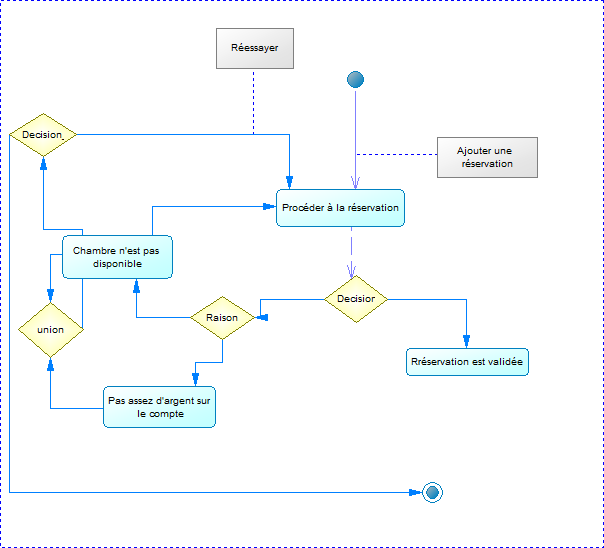 Réessayer
Decision
Ajouter une
réservation
Procéder à la réservation
Chambre n'est pas
disponible
Decisior
Raison
union
Rréservation est validée
Pas assez d'argent sur
le compte